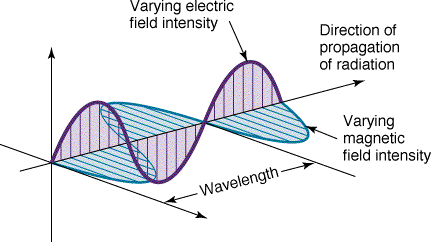 Varying electric
field intensity
Direction of
propagation
of radiation
Varying
magnetic
field intensity
Wavelength